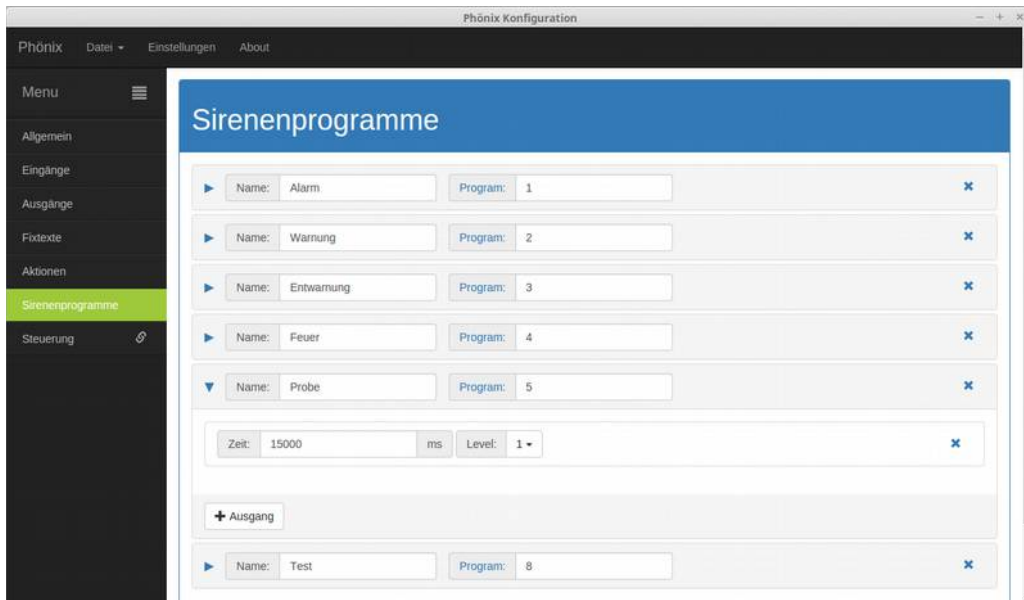 Phönix Konfiguration
Phönix Datei Einstellungen About
Menu
Allgemein
Eingänge
Ausgänge
Fixtexte
Aktionen
Sirenenprogramme
Steuerung
Sirenenprogramme
Name: Alarm Program: 1
Name: Warnung Program: 2
Name: Entwarnung Program: 3
Name: Feuer Program: 4
Name: Probe Program: 5
Zeit: 15000 ms Level: 1
+ Ausgang
Name: Test Program: 8